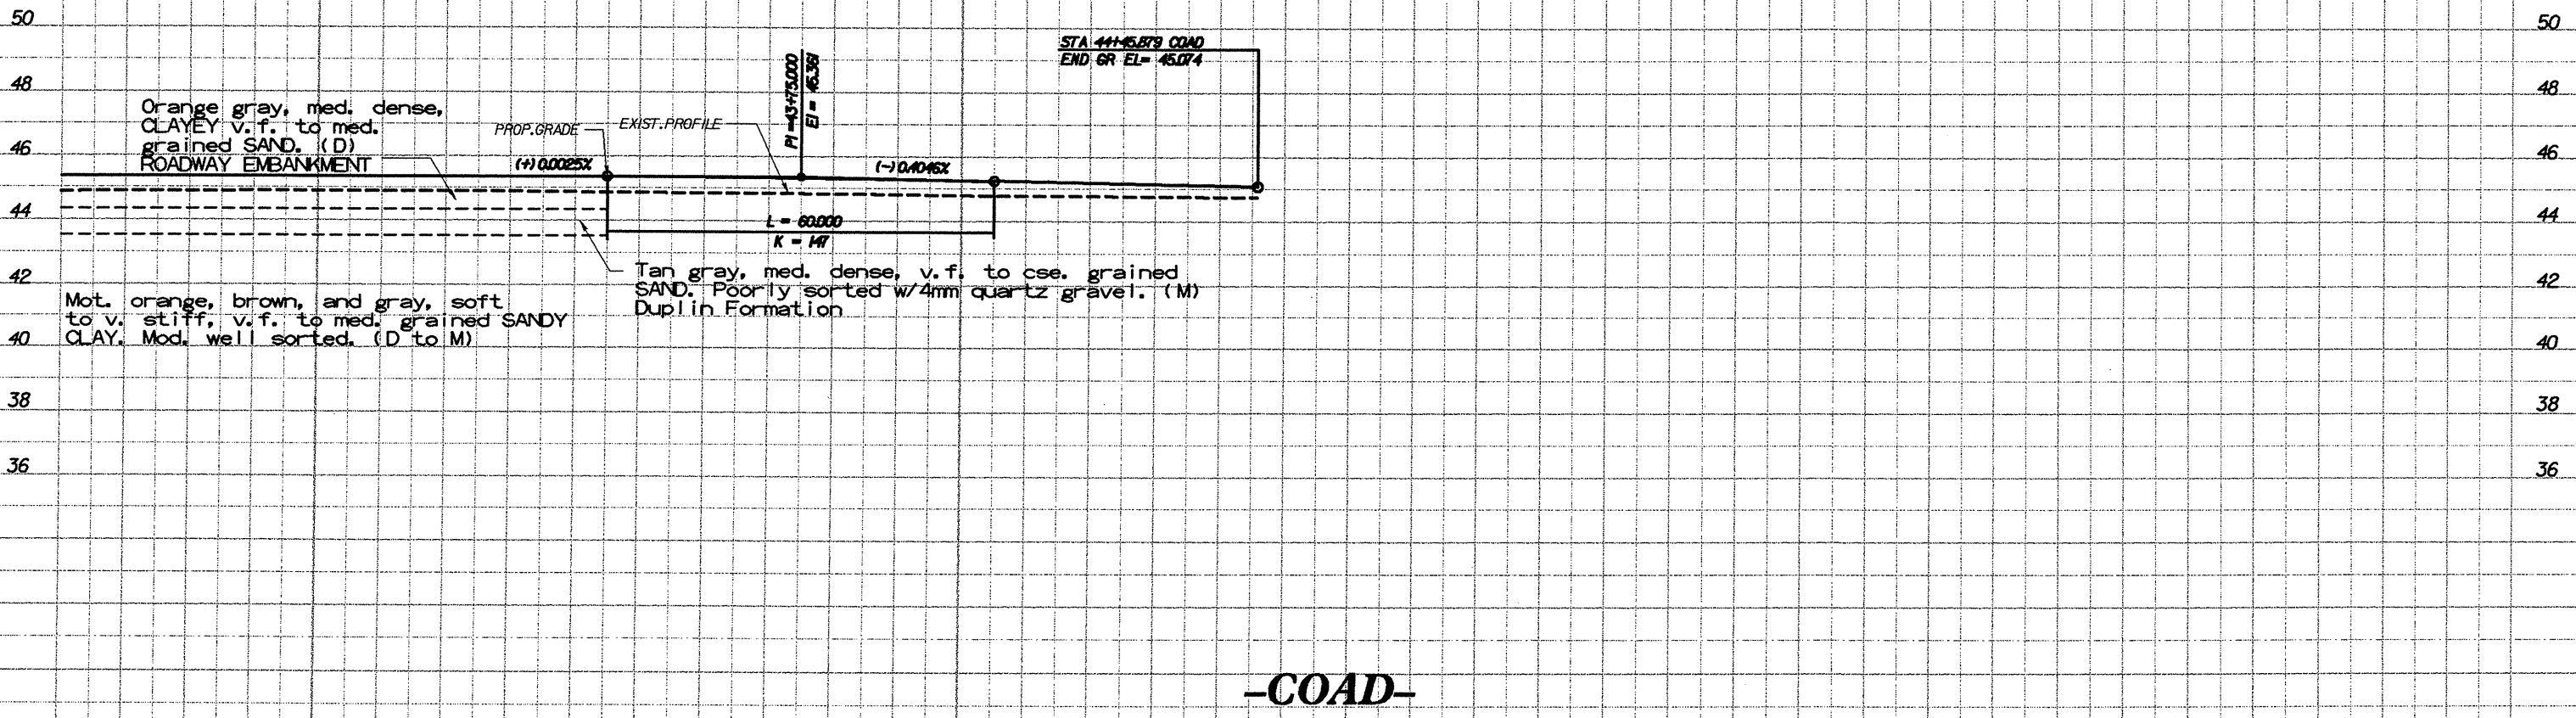 50 50
STA 44+45.879 COAD
END GR EL= 45.074
PI =43+75.000
El = 45.361
48 48
Orange gray, med. dense,
CLAYEY v.f. to med.
grained SAND. (D)
ROADWAY EMBANKMENT
PROP.GRADE
EXIST.PROFILE
46 46
(+) 0.0025%
(-) 0.4046%
44 44
L = 60.000
K = 147
Tan gray, med. dense, v.f. to cse. grained
SAND. Poorly sorted w/4mm quartz gravel. (M)
Duplin Formation
42 42
Mot. orange, brown, and gray, soft
to v. stiff, v.f. to med. grained SANDY
CLAY. Mod. well sorted. (D to M)
40 40
38 38
36 36
-COAD-